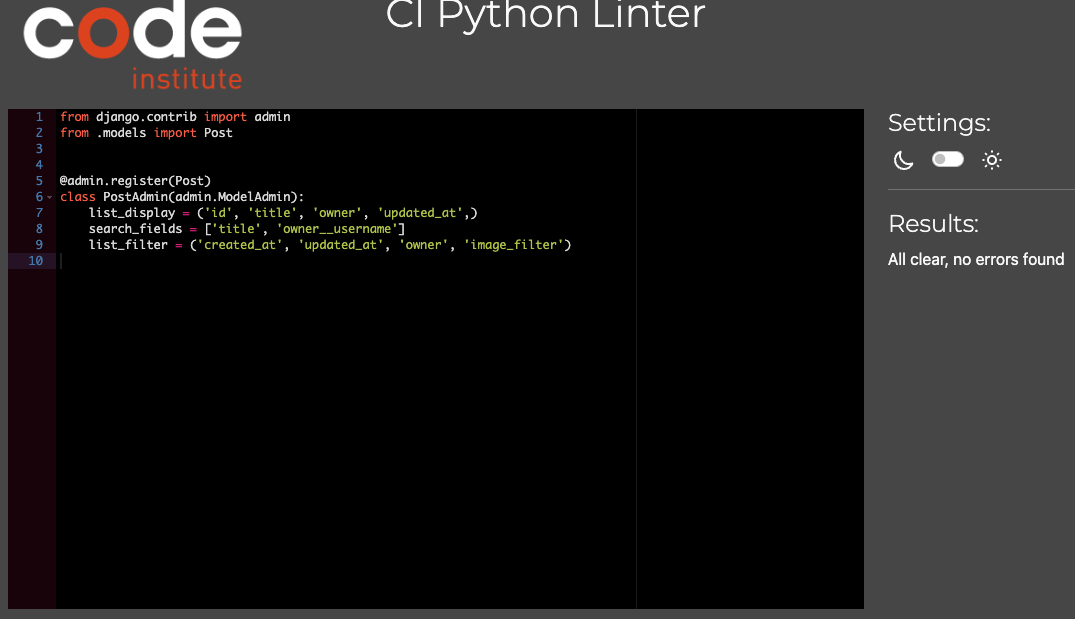 code
institute
CI Python Linter
1 from django.contrib import admin
2 from .models import Post
3
4
5 @admin.register(Post)
6 class PostAdmin(admin.ModelAdmin):
7     list_display = ('id', 'title', 'owner', 'updated_at',)
8     search_fields = ['title', 'owner__username']
9     list_filter = ('created_at', 'updated_at', 'owner', 'image_filter')
10
Settings:
Results:
All clear, no errors found